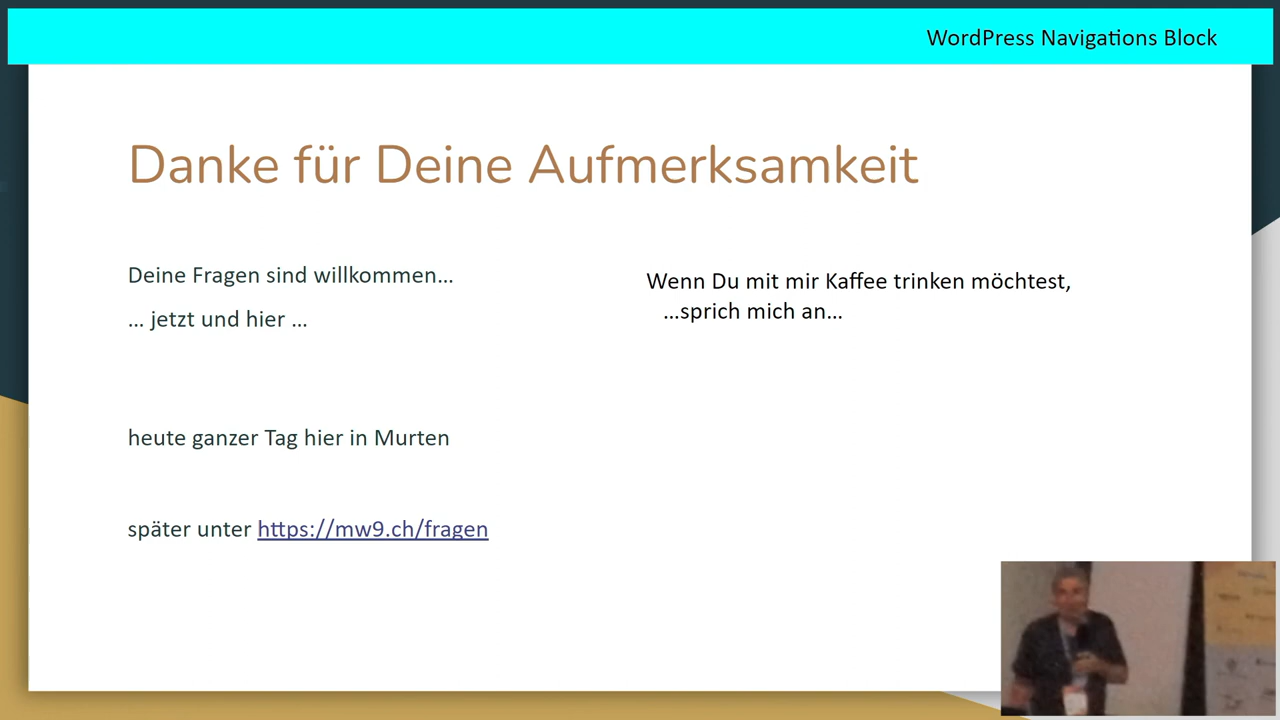 WordPress Navigations Block
Danke für Deine Aufmerksamkeit
Deine Fragen sind willkommen...
... jetzt und hier ...
heute ganzer Tag hier in Murten
später unter https://mw9.ch/fragen
Wenn Du mit mir Kaffee trinken möchtest,
...sprich mich an...